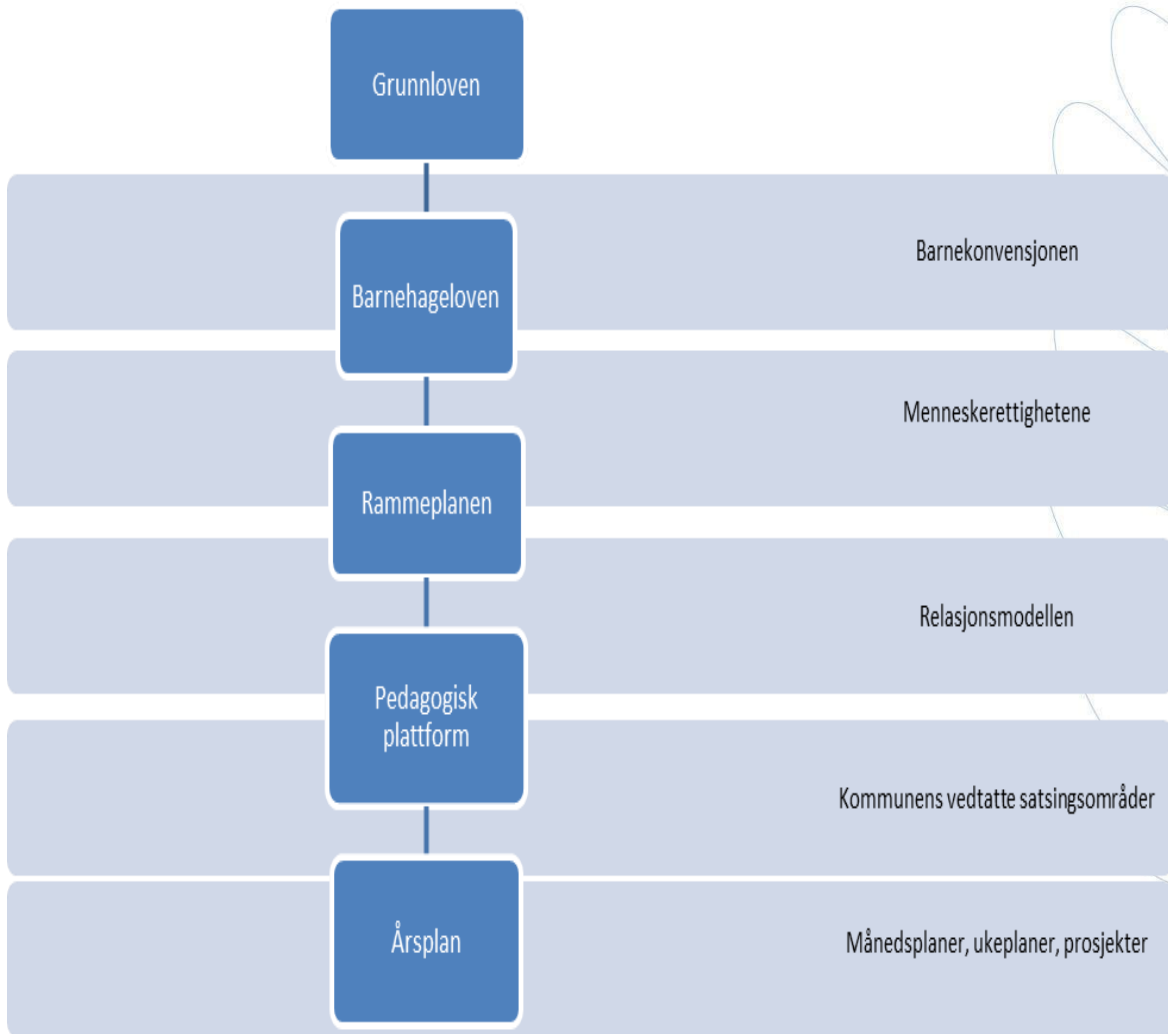 Grunnloven
Barnekonvensjonen
Barnehageloven
Menneskerettighetene
Rammeplanen
Relasjonsmodellen
Pedagogisk
plattform
Kommunens vedtatte satsingsområder
Årsplan
Månedsplaner, ukeplaner, prosjekter